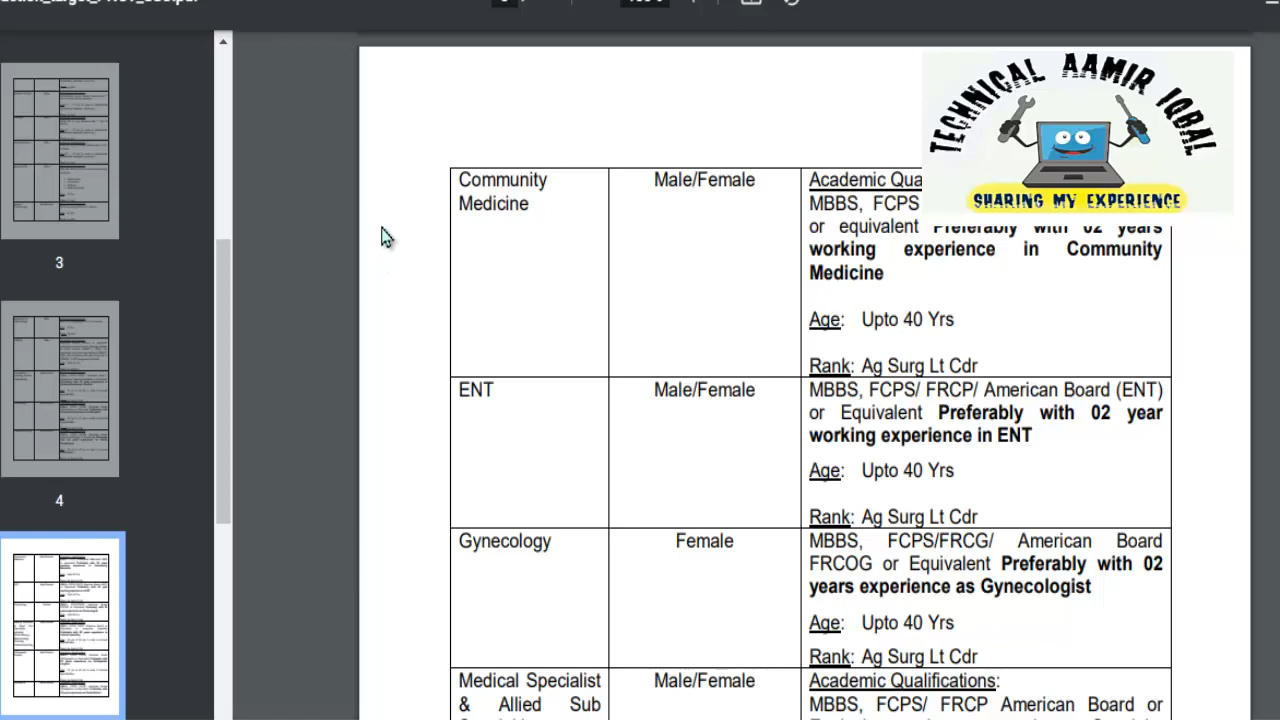 TECHNICAL AAMIR IQBAL
SHARING MY EXPERIENCE
3
4
Community Medicine
Male/Female
Academic Qua
MBBS, FCPS
or equivalent Preferably with 02 years
working experience in Community
Medicine
Age: Upto 40 Yrs
Rank: Ag Surg Lt Cdr
ENT
Male/Female
MBBS, FCPS/ FRCP/ American Board (ENT)
or Equivalent Preferably with 02 year
working experience in ENT
Age: Upto 40 Yrs
Rank: Ag Surg Lt Cdr
Gynecology
Female
MBBS, FCPS/FRCG/ American Board
FRCOG or Equivalent Preferably with 02
years experience as Gynecologist
Age: Upto 40 Yrs
Rank: Ag Surg Lt Cdr
Medical Specialist
& Allied Sub
Male/Female
Academic Qualifications:
MBBS, FCPS/ FRCP American Board or